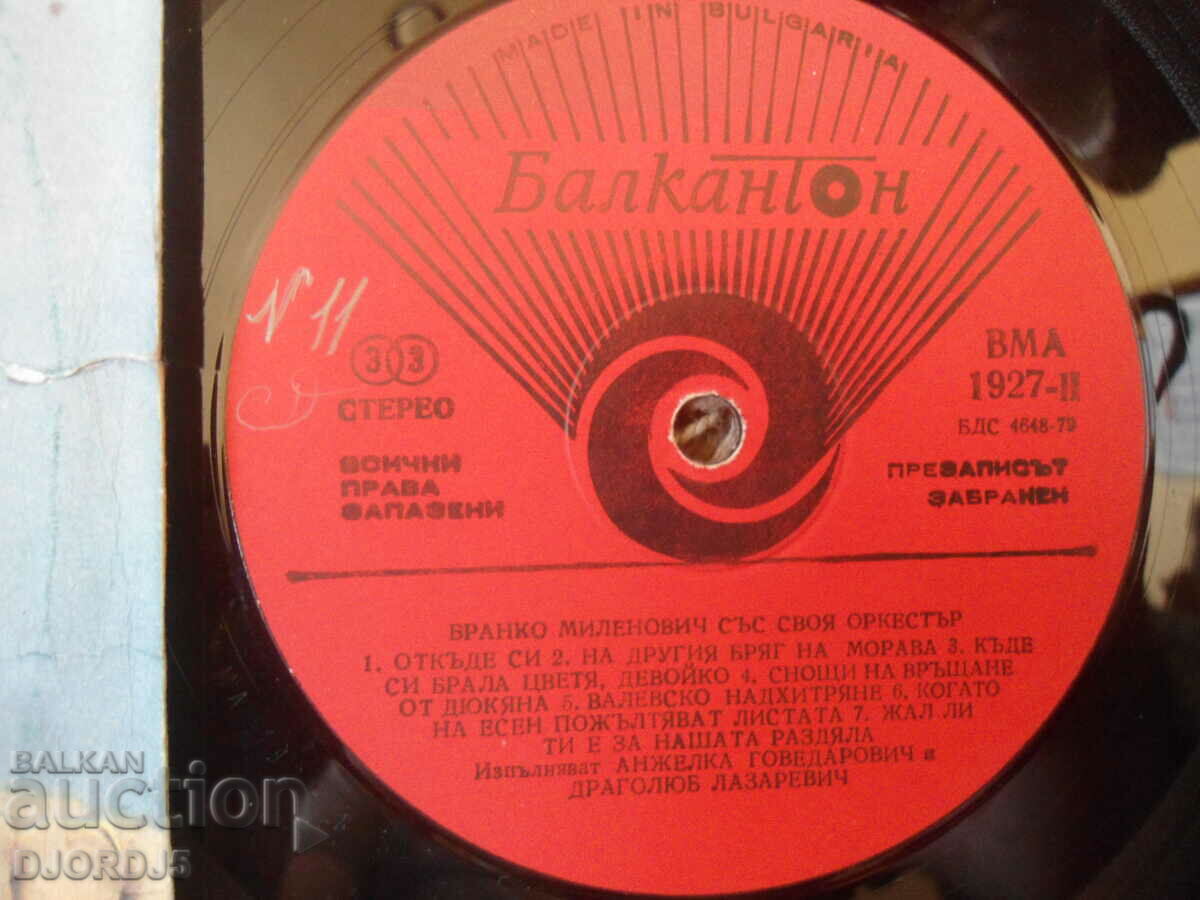 MADE IN BULGARIA
Балкантон
N 11
33
СТЕРЕО
ВМА
1927-II
БДС 4648-79
ВСИЧНИ
ПРАВА
ЗАПАЗЕНИ
ПРЕЗАПИСЪТ
ЗАБРАНЕН
БРАНКО МИЛЕНОВИЧ СЪС СВОЯ ОРКЕСТЪР
1. ОТКЪДЕ СИ 2. НА ДРУГИЯ БРЯГ НА МОРАВА 3. КЪДЕ
СИ БРАЛА ЦВЕТЯ, ДЕВОЙКО 4. СНОЩИ НА ВРЪЩАНЕ
ОТ ДЮКЯНА 5. ВАЛЕВСКО НАДХИТРЯНЕ 6. КОГАТО
НА ЕСЕН ПОЖЪЛТЯВАТ ЛИСТАТА 7. ЖАЛ ЛИ
ТИ Е ЗА НАШАТА РАЗДЯЛА
Изпълняват АНЖЕЛКА ГОВЕДАРОВИЧ и
ДРАГОЛЮБ ЛАЗАРЕВИЧ
BALKAN
auction
DJORDJ5